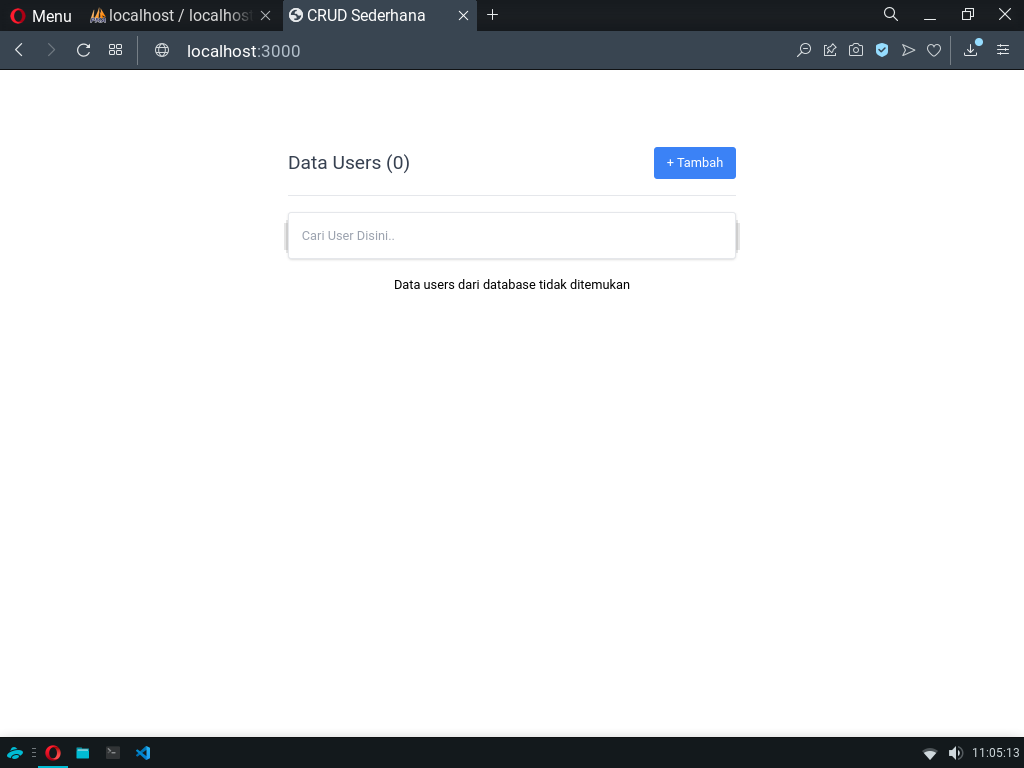 Menu
localhost / localhos
CRUD Sederhana
localhost:3000
Data Users (0)
+ Tambah
Cari User Disini..
Data users dari database tidak ditemukan
11:05:13